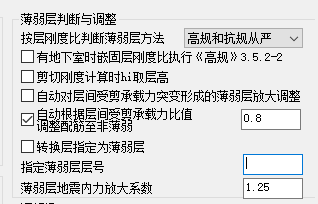 薄弱层判断与调整
按层刚度比判断薄弱层方法 高规和抗规从严
有地下室时嵌固层刚度比执行《高规》3.5.2-2
剪切刚度计算时hi取层高
自动对层间受剪承载力突变形成的薄弱层放大调整
自动根据层间受剪承载力比值
调整配筋至非薄弱 0.8
转换层指定为薄弱层
指定薄弱层层号
薄弱层地震内力放大系数 1.25